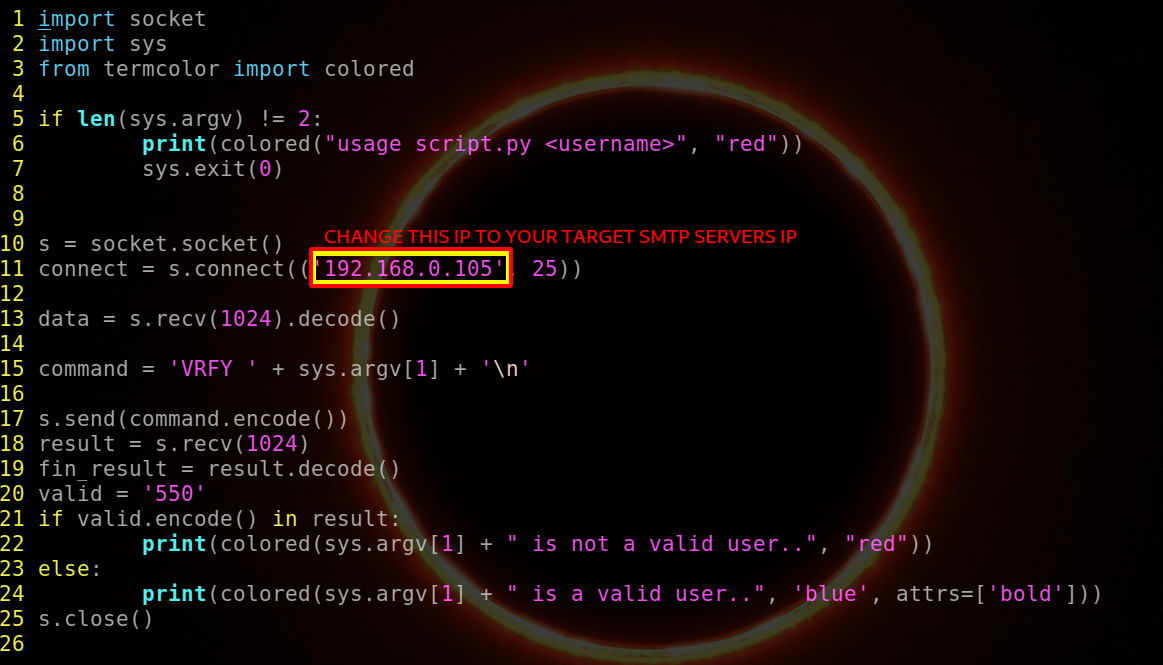 1 import socket
2 import sys
3 from termcolor import colored
4
5 if len(sys.argv) != 2:
6         print(colored("usage script.py <username>", "red"))
7         sys.exit(0)
8
9
10 s = socket.socket()
CHANGE THIS IP TO YOUR TARGET SMTP SERVERS IP
11 connect = s.connect(('192.168.0.105', 25))
12
13 data = s.recv(1024).decode()
14
15 command = 'VRFY ' + sys.argv[1] + '\n'
16
17 s.send(command.encode())
18 result = s.recv(1024)
19 fin_result = result.decode()
20 valid = '550'
21 if valid.encode() in result:
22         print(colored(sys.argv[1] + " is not a valid user..", "red"))
23 else:
24         print(colored(sys.argv[1] + " is a valid user..", 'blue', attrs=['bold']))
25 s.close()
26